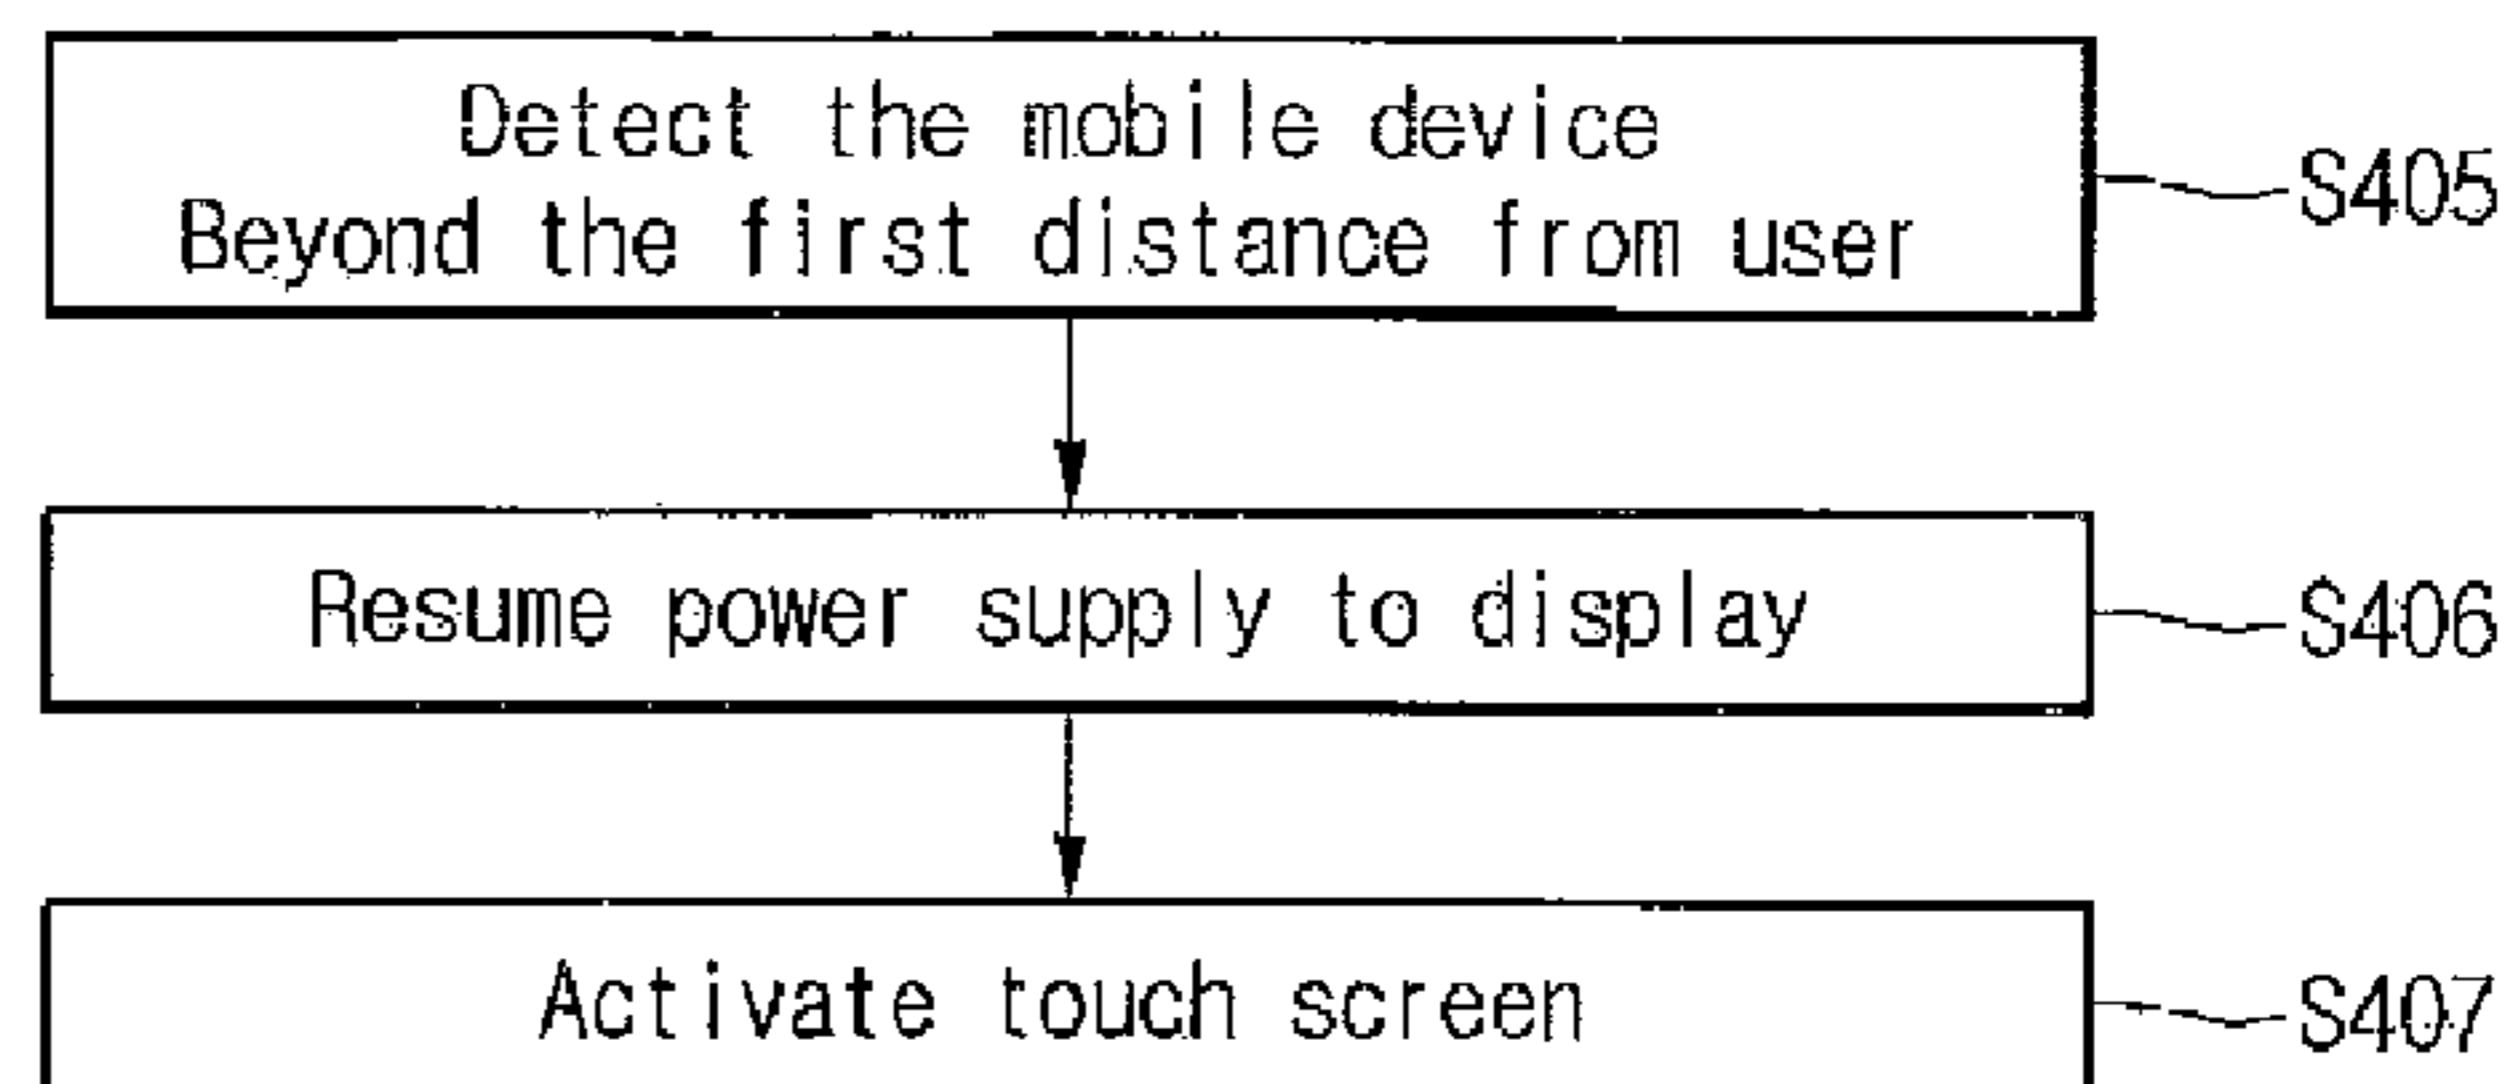 Detect the mobile device
Beyond the first distance from user
S405
Resume power supply to display
S406
Activate touch screen
S407